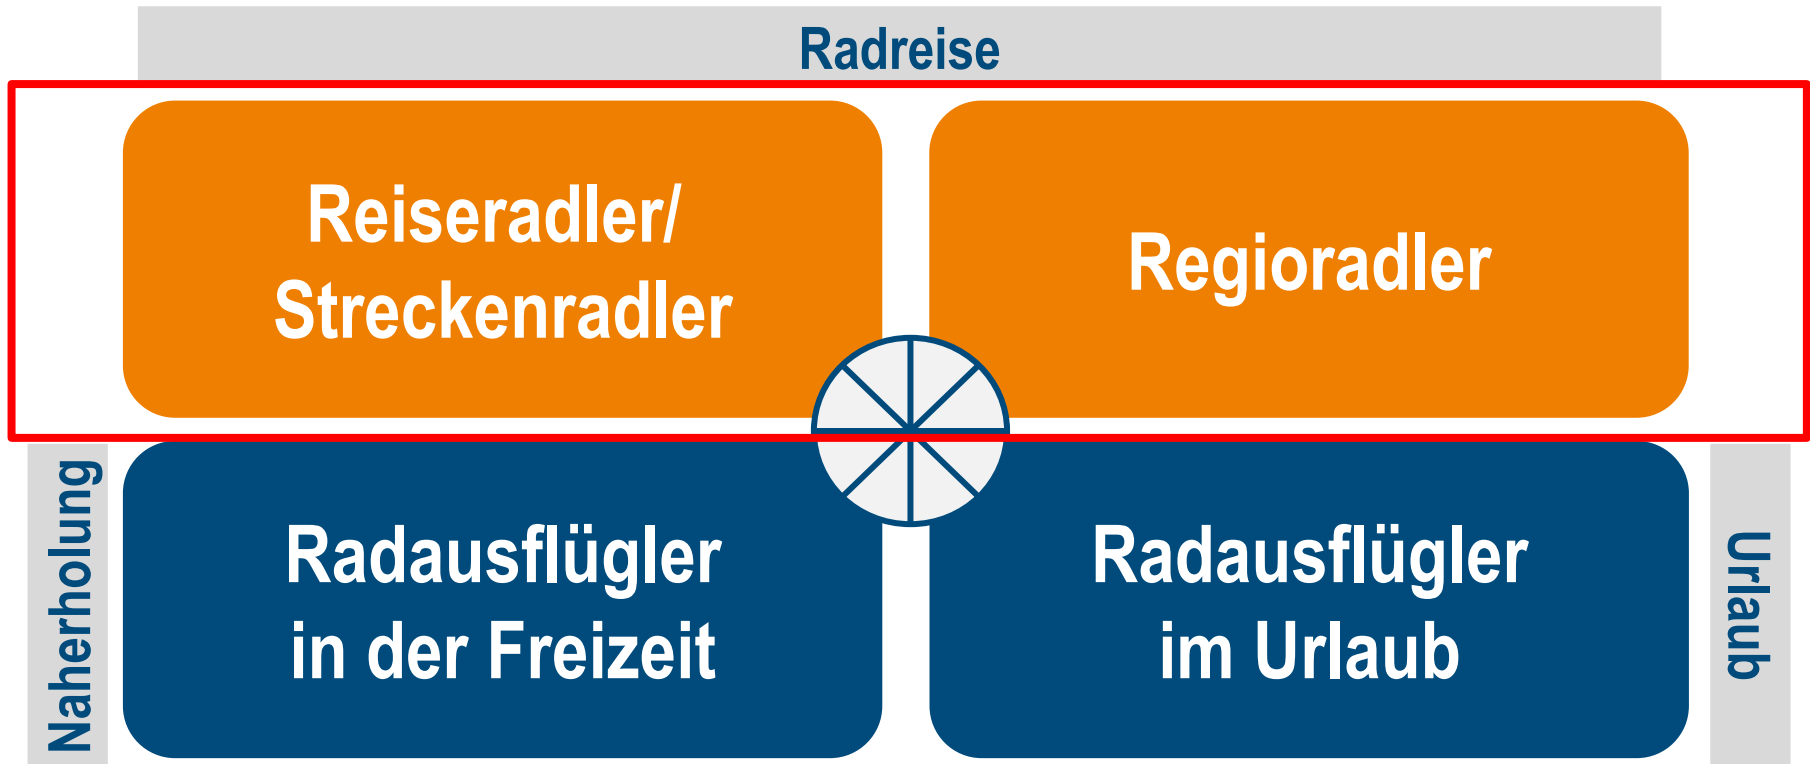 Radreise
Reiseradler/
Streckenradler
Regioradler
Naherholung
Radausflügler
in der Freizeit
Radausflügler
im Urlaub
Urlaub